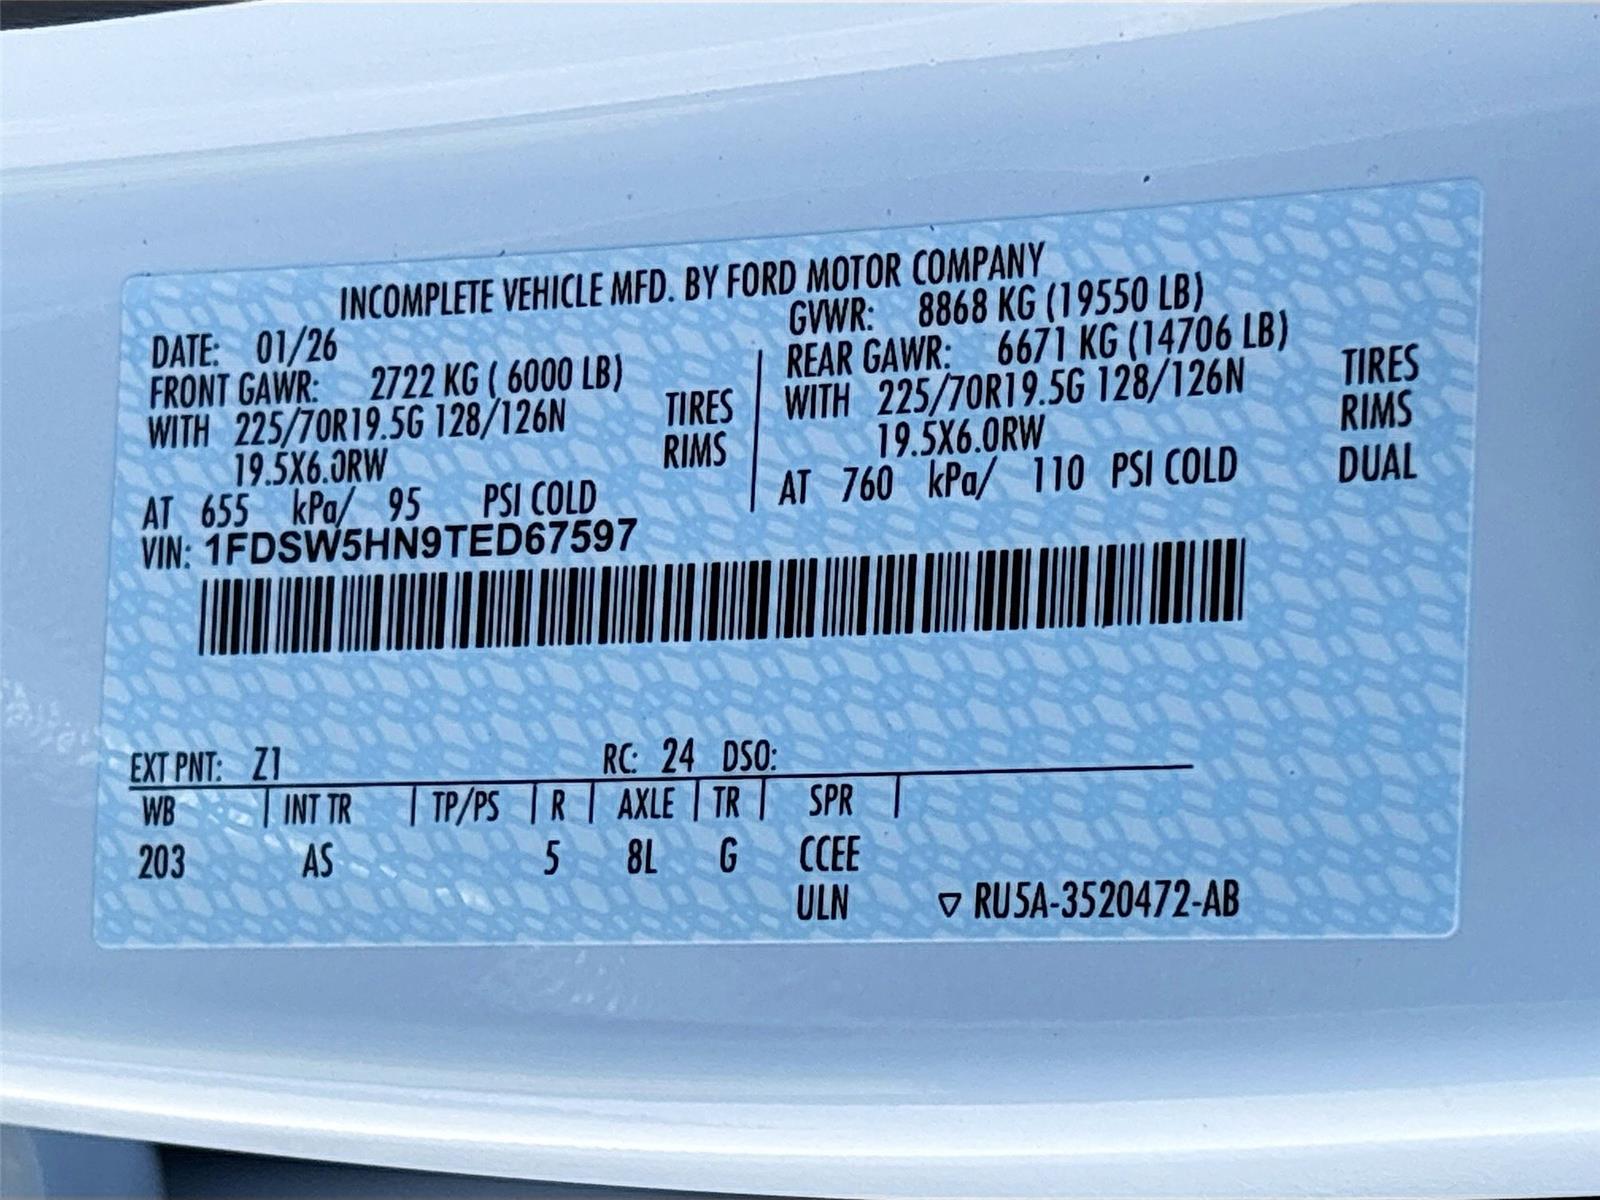 INCOMPLETE VEHICLE MFD. BY FORD MOTOR COMPANY
DATE: 01/26
GVWR: 8868 KG (19550 LB)
FRONT GAWR: 2722 KG ( 6000 LB)
WITH 225/70R19.5G 128/126N TIRES
19.5X6.0RW RIMS
AT 655 kPa/ 95 PSI COLD
REAR GAWR: 6671 KG (14706 LB)
WITH 225/70R19.5G 128/126N TIRES
19.5X6.0RW RIMS
AT 760 kPa/ 110 PSI COLD DUAL
VIN: 1FDSW5HN9TED67597
EXT PNT: Z1 RC: 24 DSO:
WB | INT TR | TP/PS | R | AXLE | TR | SPR |
203 AS 5 8L G CCEE
ULN ▽ RU5A-3520472-AB